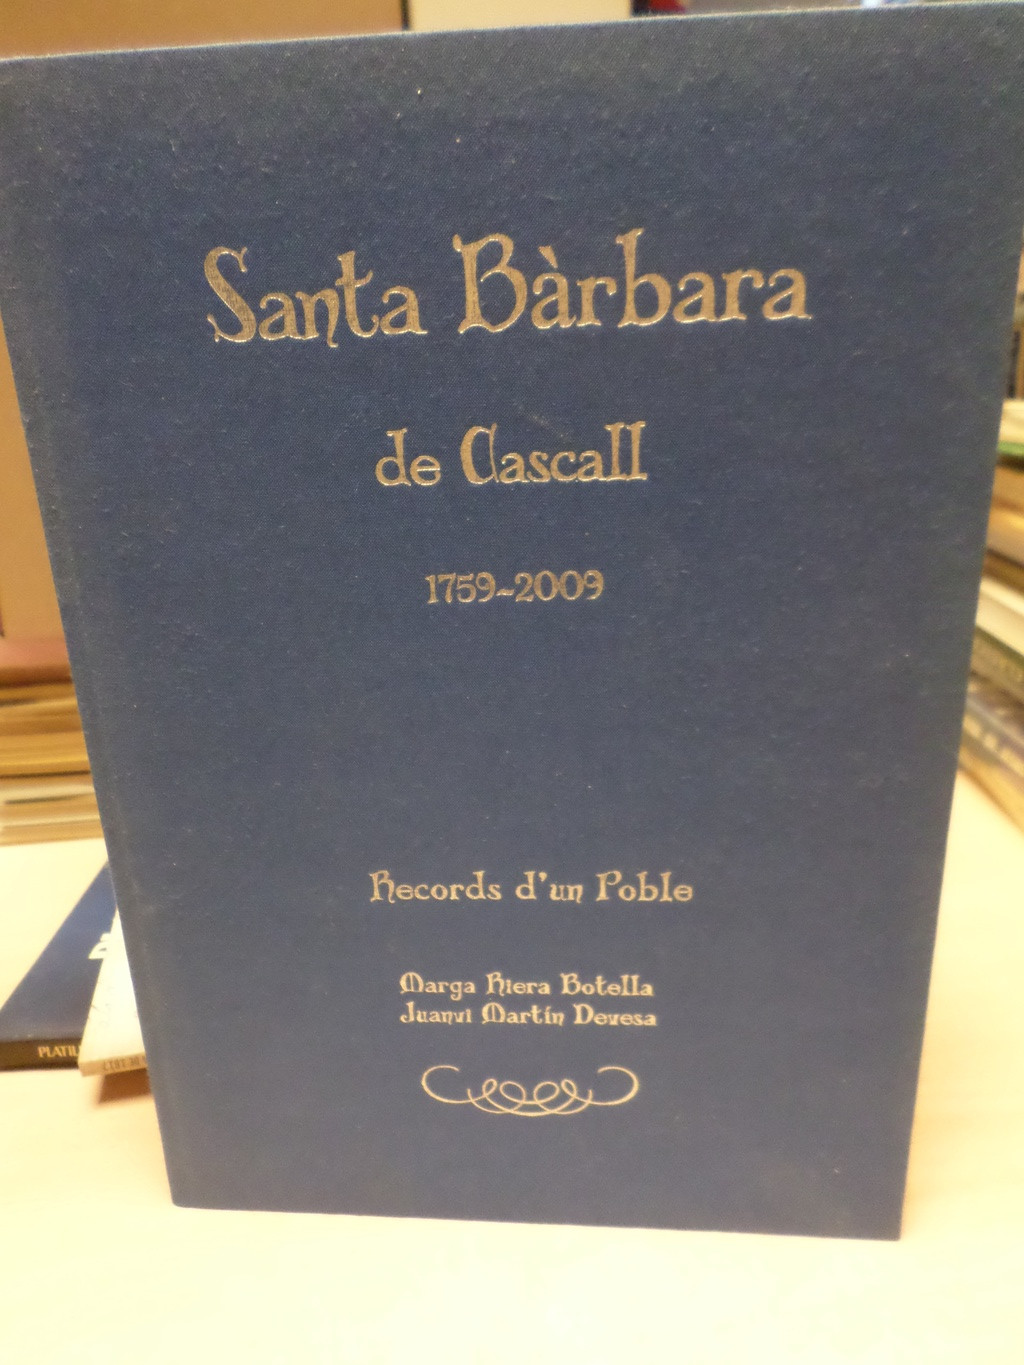 Santa Bàrbara
de Cascall
1759-2009
Records d'un Poble
Marga Riera Botella
Juanvi Martín Devesa